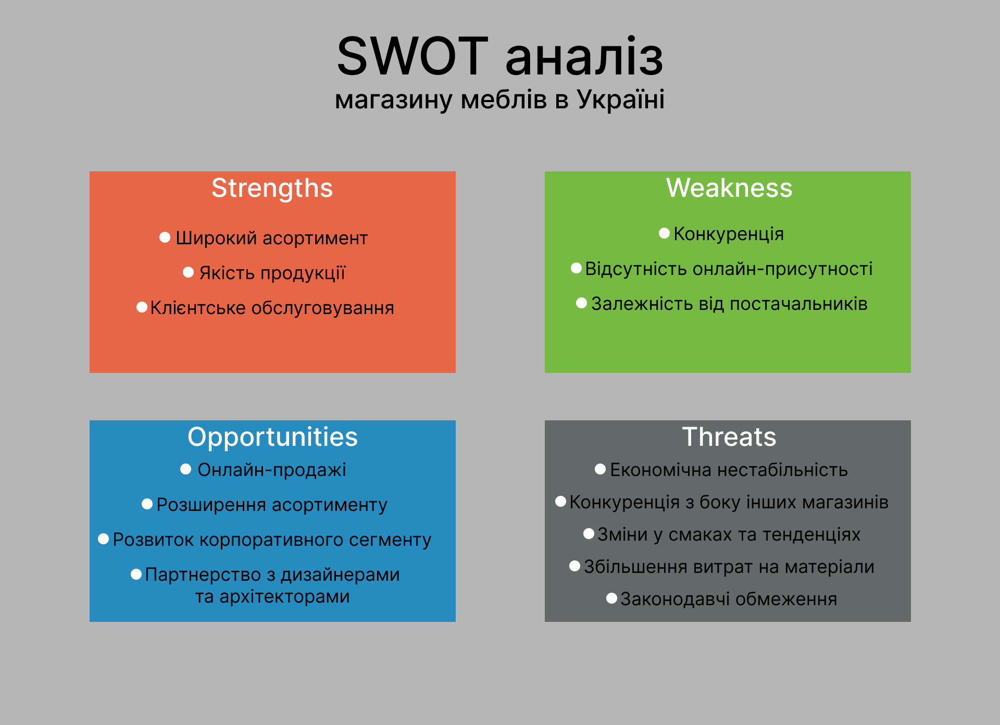 SWOT аналіз
магазину меблів в Україні
Strengths
Широкий асортимент
Якість продукції
Клієнтське обслуговування
Weakness
Конкуренція
Відсутність онлайн-присутності
Залежність від постачальників
Opportunities
Онлайн-продажі
Розширення асортименту
Розвиток корпоративного сегменту
Партнерство з дизайнерами
та архітекторами
Threats
Економічна нестабільність
Конкуренція з боку інших магазинів
Зміни у смаках та тенденціях
Збільшення витрат на матеріали
Законодавчі обмеження